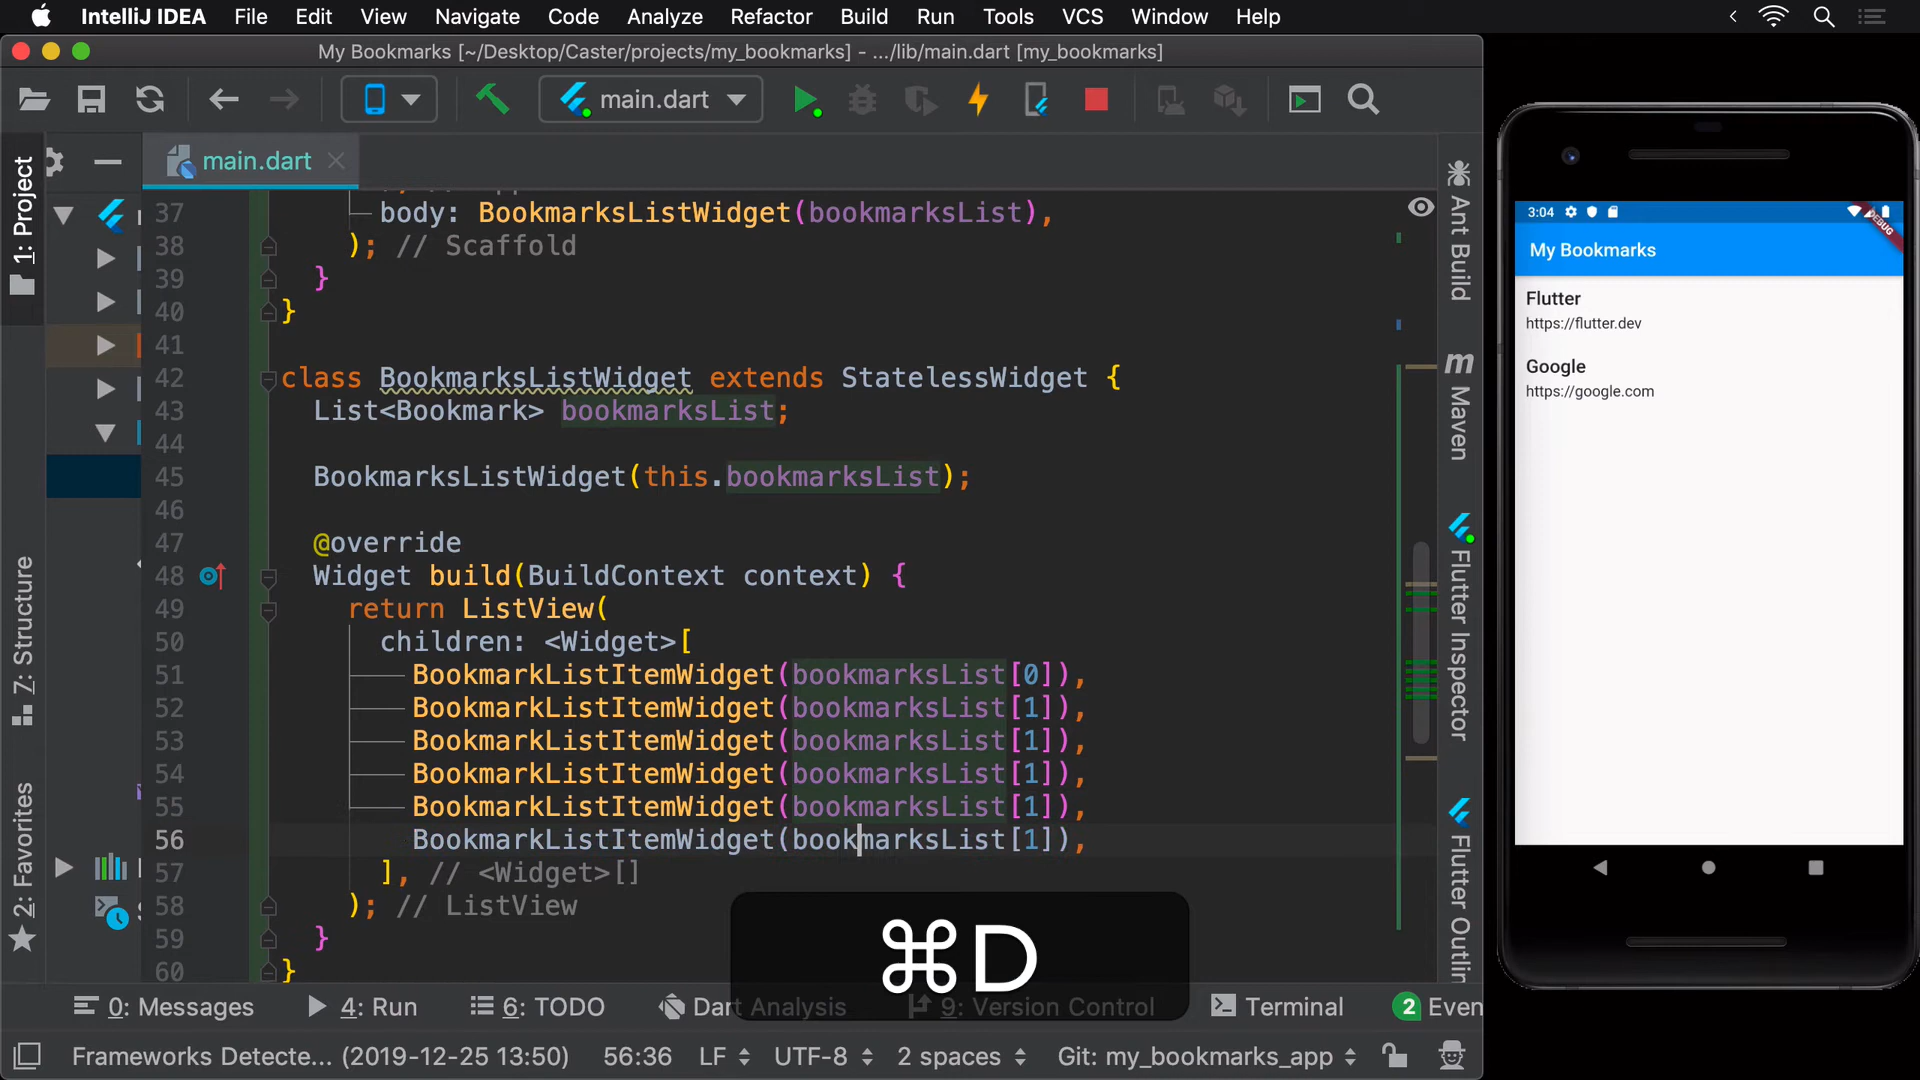 IntelliJ IDEA File Edit View Navigate Code Analyze Refactor Build Run Tools VCS Window Help
My Bookmarks [~/Desktop/Caster/projects/my_bookmarks] - .../lib/main.dart [my_bookmarks]
main.dart
1: Project
main.dart
37 body: BookmarksListWidget(bookmarksList),
38 ); // Scaffold
39 }
40 }
41
42 class BookmarksListWidget extends StatelessWidget {
43 List<Bookmark> bookmarksList;
44
45 BookmarksListWidget(this.bookmarksList);
46
47 @override
48 Widget build(BuildContext context) {
49 return ListView(
50 children: <Widget>[
51 BookmarkListItemWidget(bookmarksList[0]),
52 BookmarkListItemWidget(bookmarksList[1]),
53 BookmarkListItemWidget(bookmarksList[1]),
54 BookmarkListItemWidget(bookmarksList[1]),
55 BookmarkListItemWidget(bookmarksList[1]),
56 BookmarkListItemWidget(bookmarksList[1]),
57 ], // <Widget>[]
58 ); // ListView
59 }
60 }
7: Structure
2: Favorites
Ant Build
Maven
Flutter Inspector
Flutter Outlin
⌘D
0: Messages 4: Run 6: TODO Dart Analysis 9: Version Control Terminal 2 Even
Frameworks Detecte... (2019-12-25 13:50) 56:36 LF UTF-8 2 spaces Git: my_bookmarks_app
3:04
DEBUG
My Bookmarks
Flutter
https://flutter.dev
Google
https://google.com